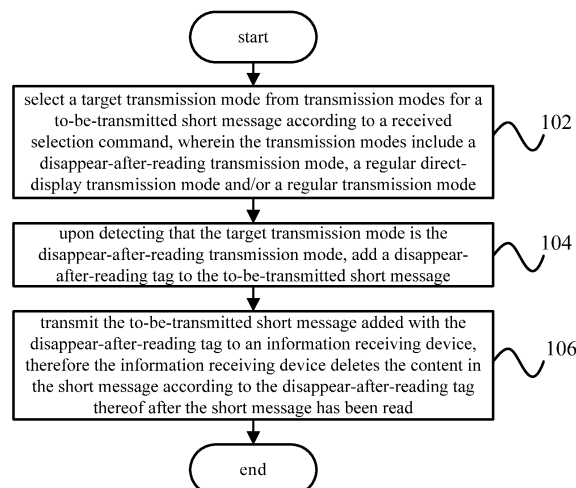 start
select a target transmission mode from transmission modes for a
to-be-transmitted short message according to a received
selection command, wherein the transmission modes include a
disappear-after-reading transmission mode, a regular direct-
display transmission mode and/or a regular transmission mode
102
upon detecting that the target transmission mode is the
disappear-after-reading transmission mode, add a disappear-
after-reading tag to the to-be-transmitted short message
104
transmit the to-be-transmitted short message added with the
disappear-after-reading tag to an information receiving device,
therefore the information receiving device deletes the content in
the short message according to the disappear-after-reading tag
thereof after the short message has been read
106
end